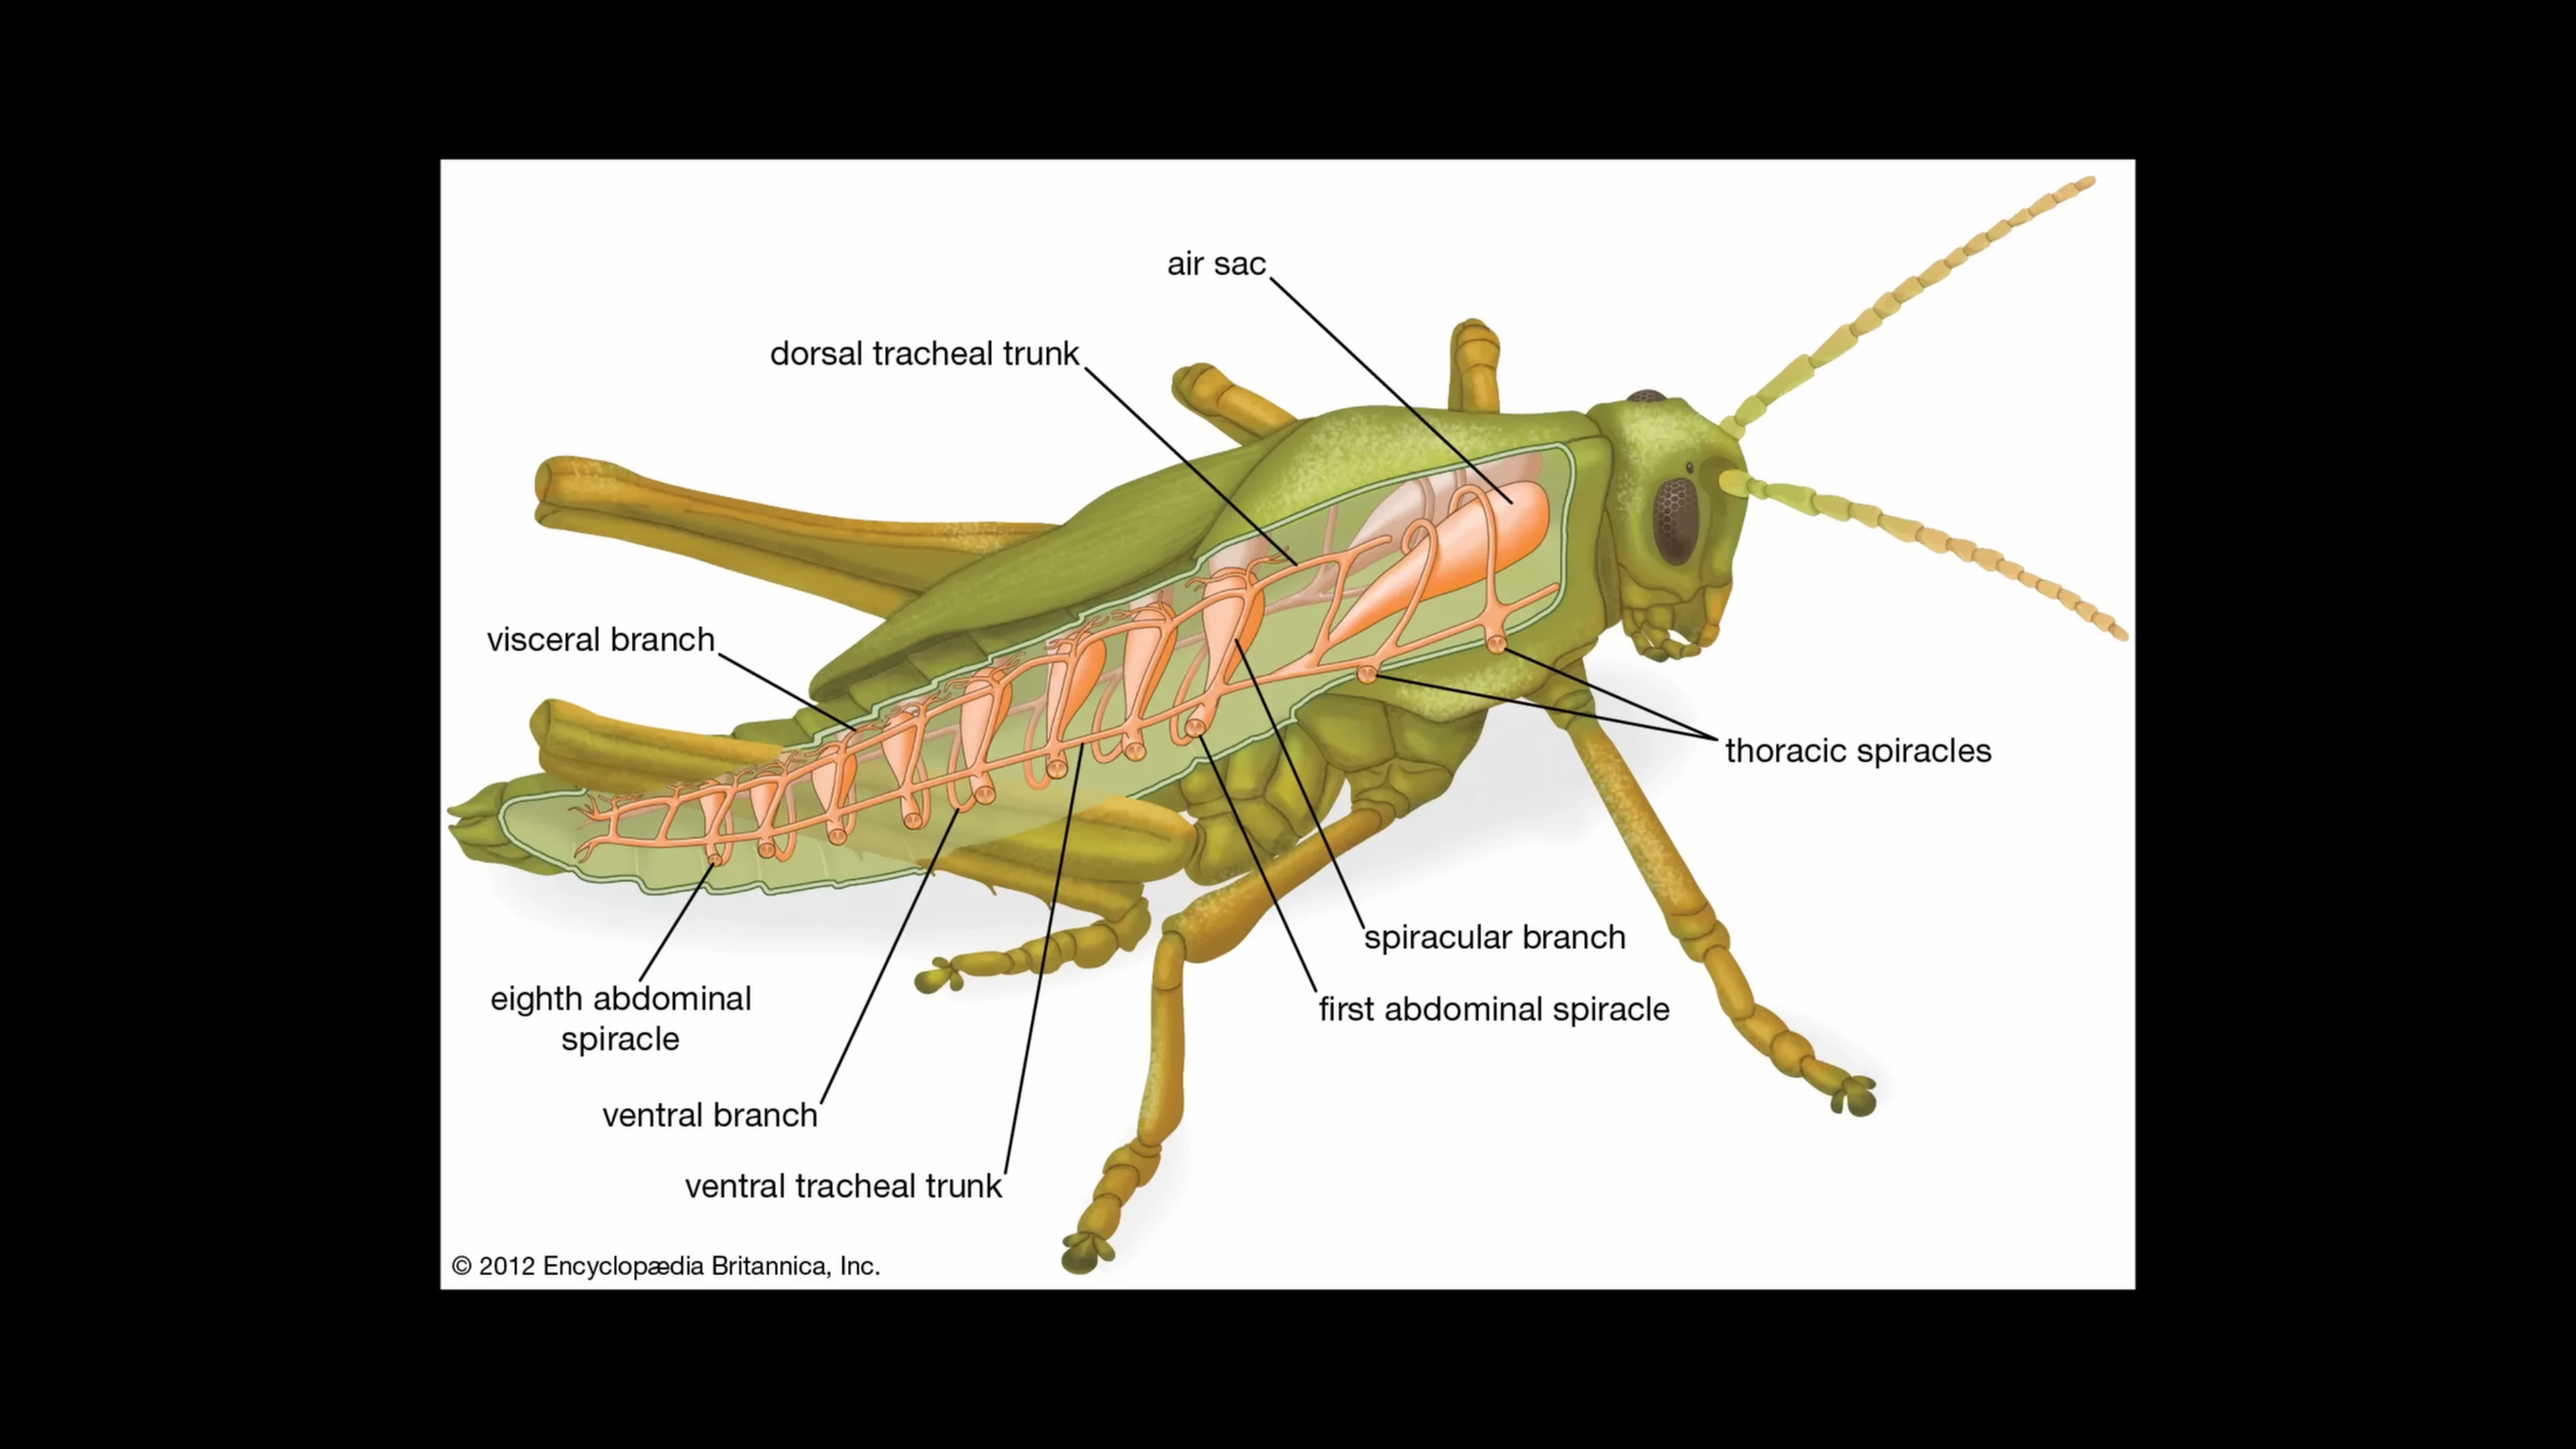 air sac
dorsal tracheal trunk
visceral branch
thoracic spiracles
spiracular branch
eighth abdominal
spiracle
first abdominal spiracle
ventral branch
ventral tracheal trunk
© 2012 Encyclopædia Britannica, Inc.